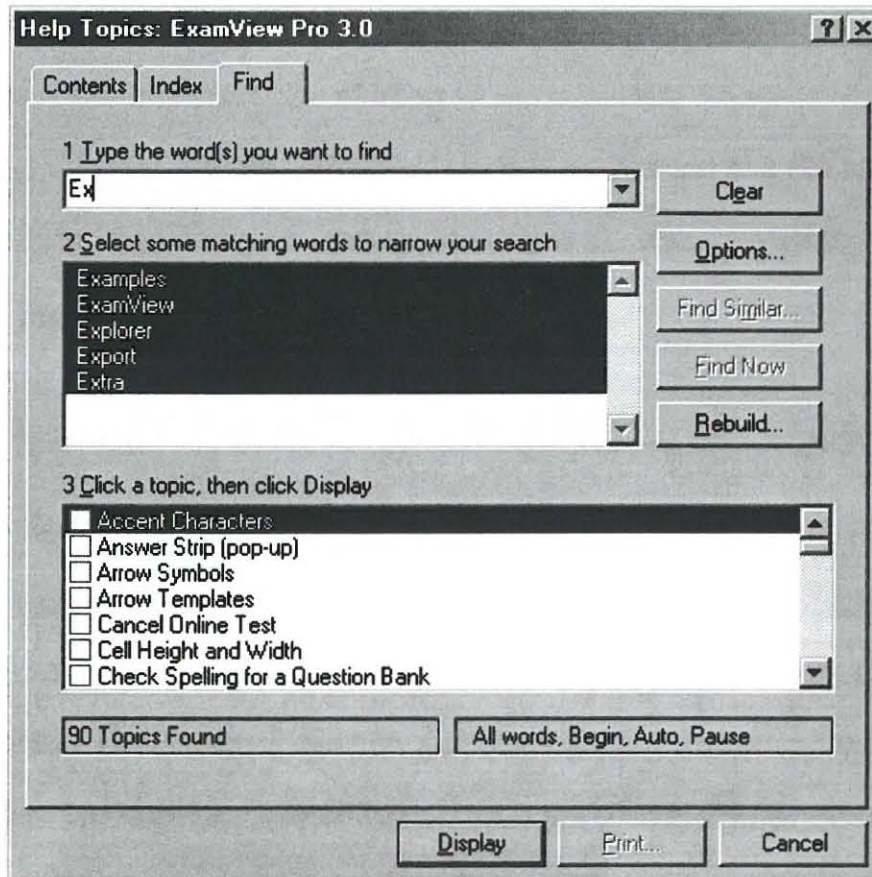 Help Topics: ExamView Pro 3.0
Contents Index Find
1 Type the word(s) you want to find
Ex
Clear
2 Select some matching words to narrow your search
Options...
Examples
ExamView
Explorer
Export
Extra
Find Similar...
Find Now
Rebuild...
3 Click a topic, then click Display
Accent Characters
Answer Strip (pop-up)
Arrow Symbols
Arrow Templates
Cancel Online Test
Cell Height and Width
Check Spelling for a Question Bank
90 Topics Found
All words, Begin, Auto, Pause
Display Print... Cancel